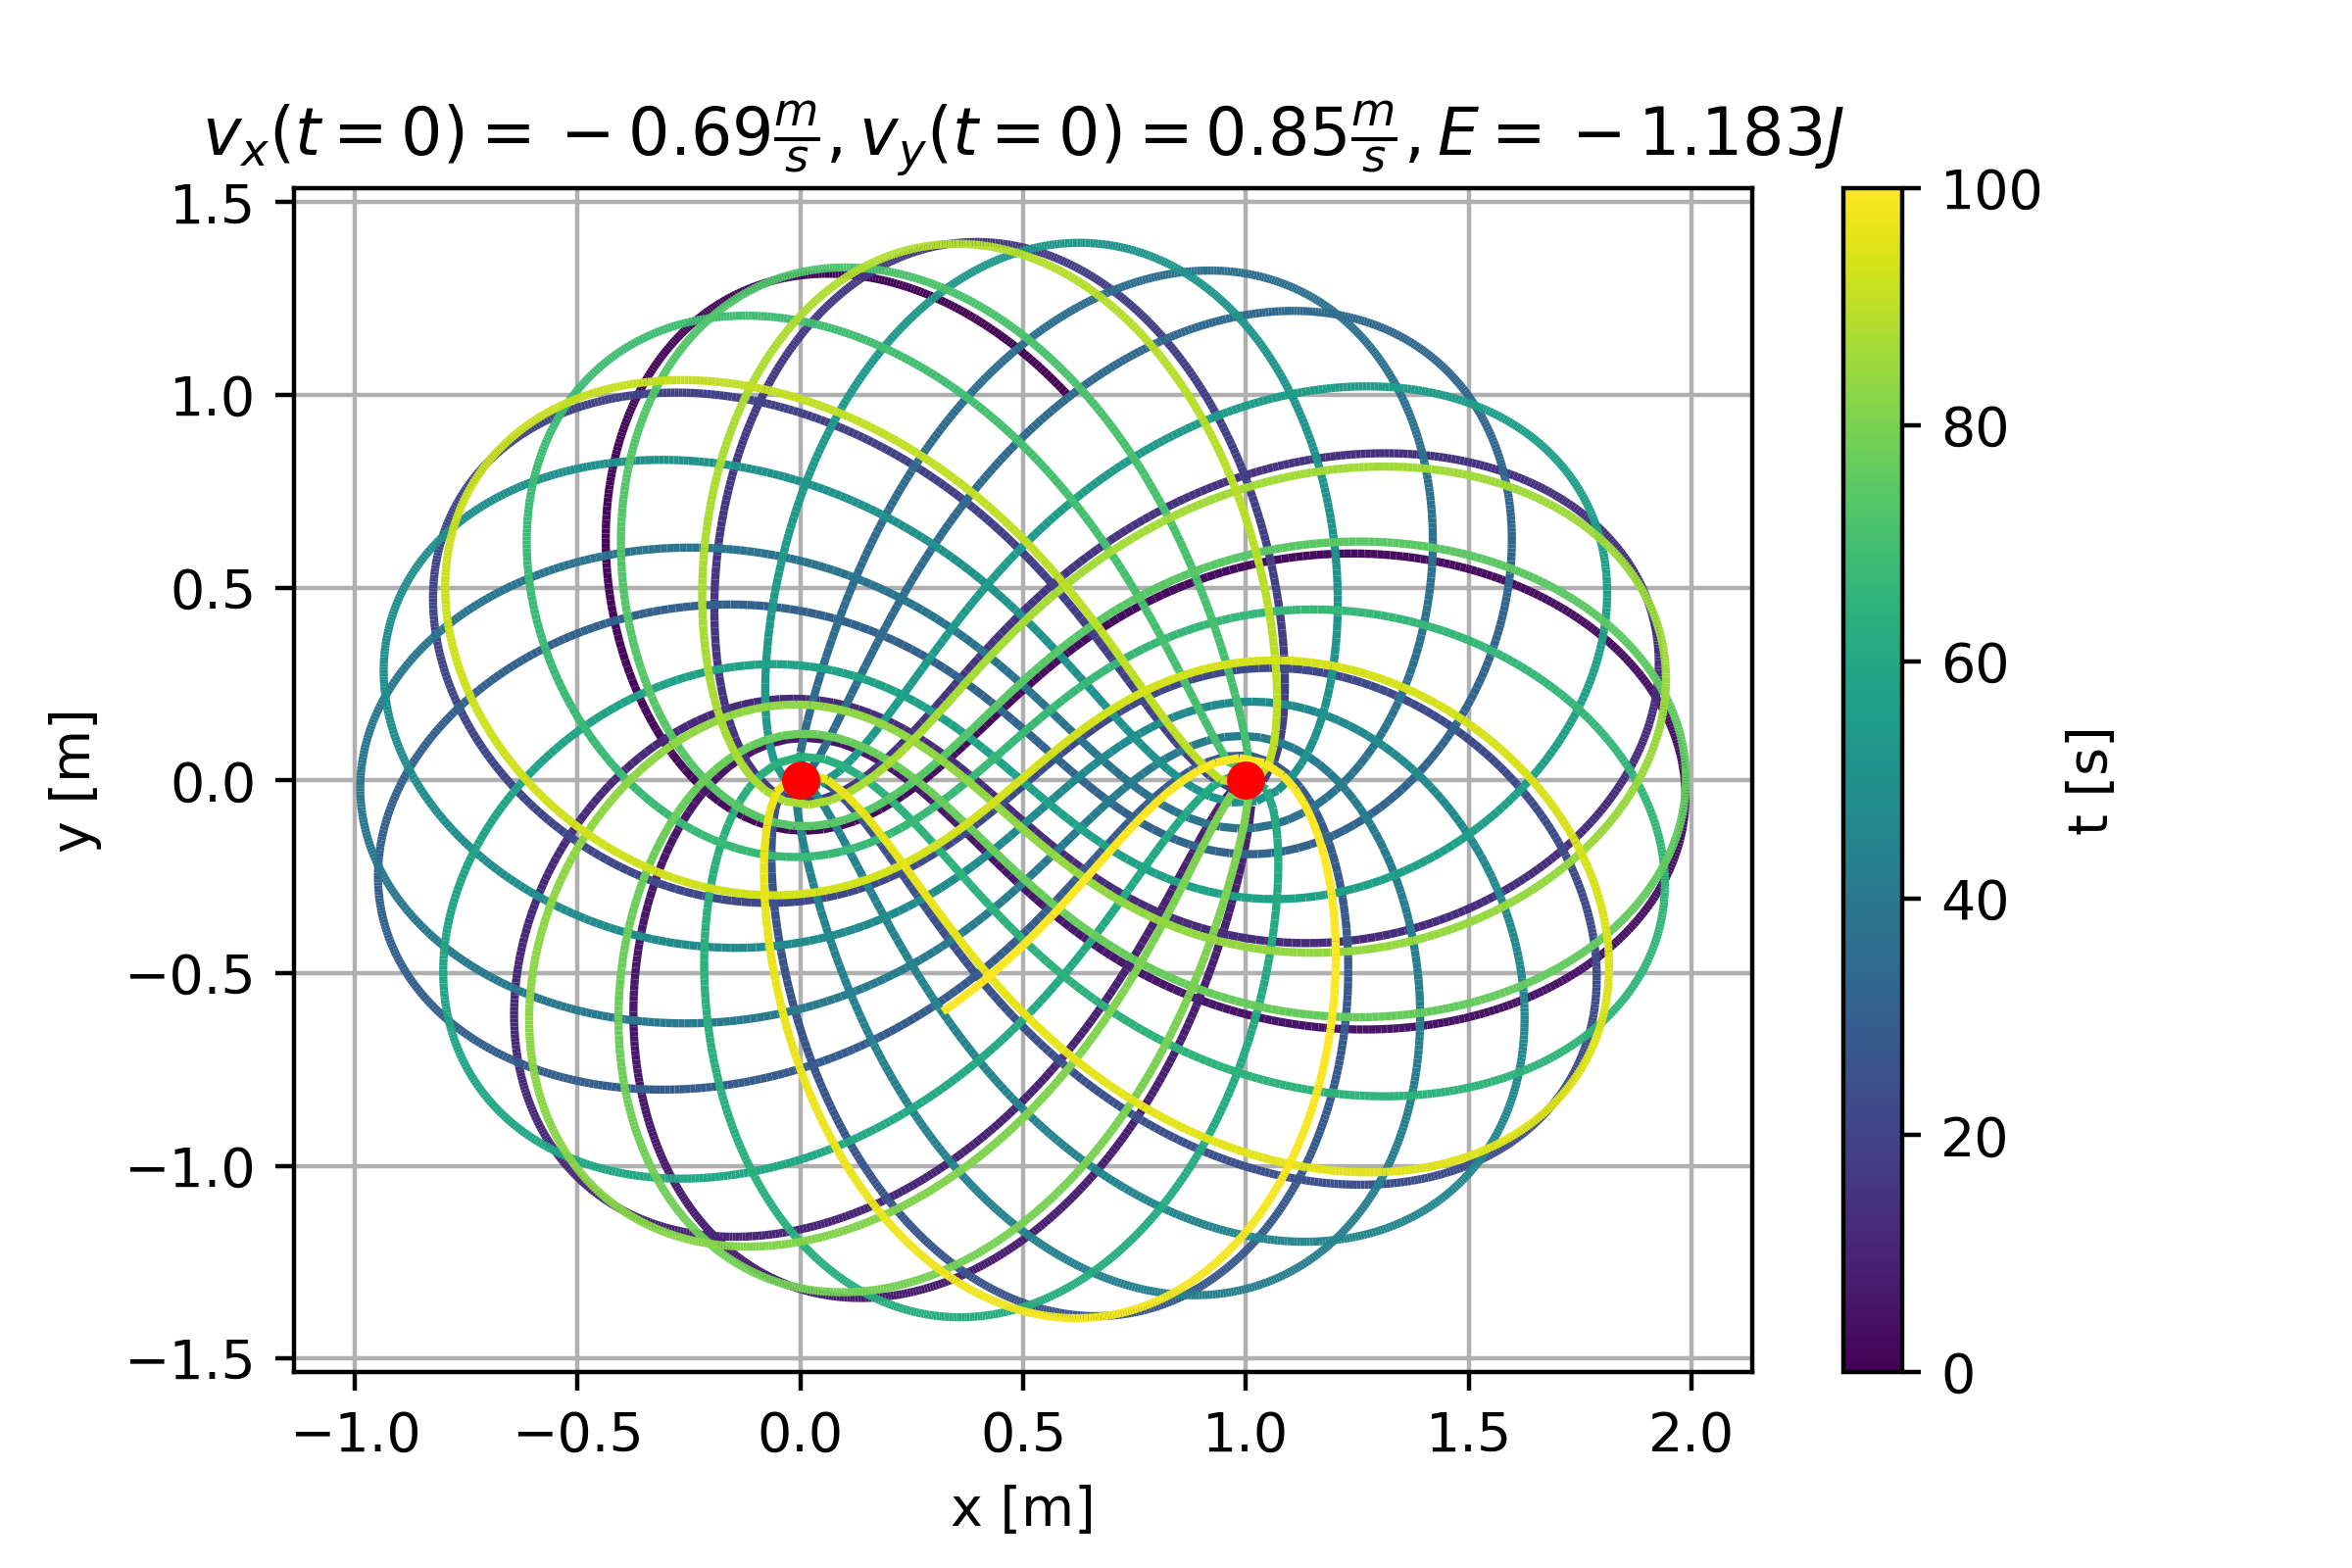 v_x(t = 0) = −0.69 m/s, v_y(t = 0) = 0.85 m/s, E = −1.183J
1.5
1.0
0.5
0.0
−0.5
−1.0
−1.5
y [m]
−1.0 −0.5 0.0 0.5 1.0 1.5 2.0
x [m]
100
80
60
40
20
0
t [s]